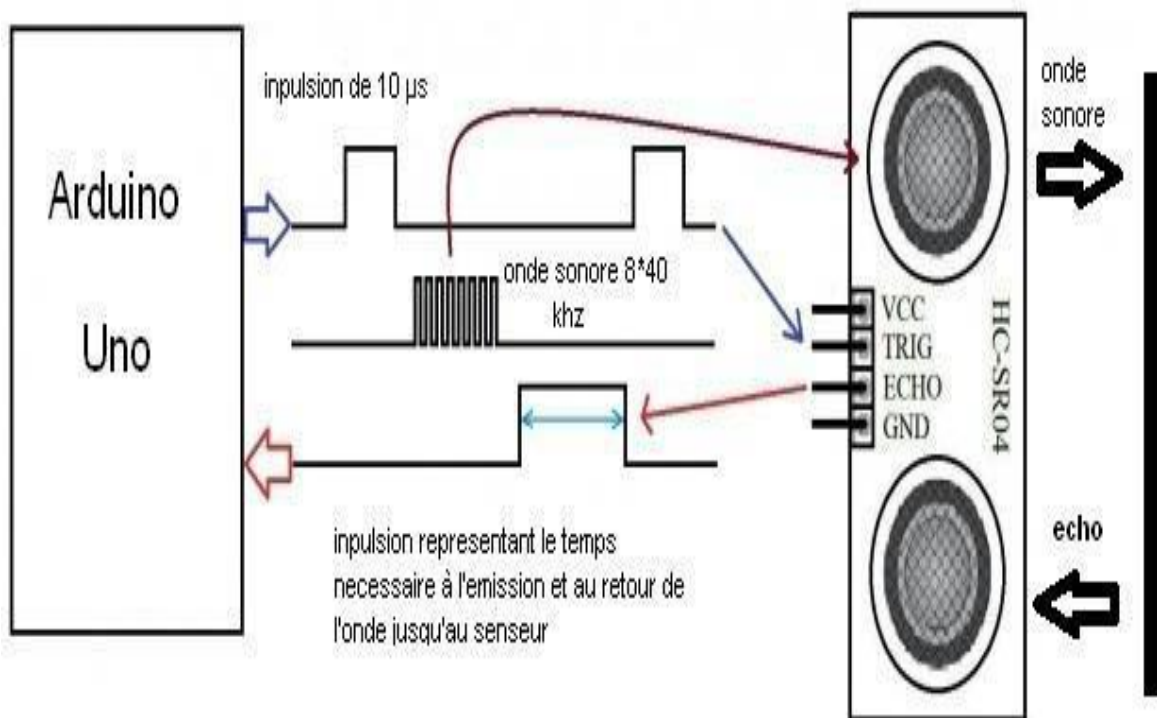 Arduino
Uno
inpulsion de 10 µs
onde sonore 8*40
khz
inpulsion representant le temps
necessaire à l'emission et au retour de
l'onde jusqu'au senseur
VCC
TRIG
ECHO
GND
HC-SR04
onde
sonore
echo